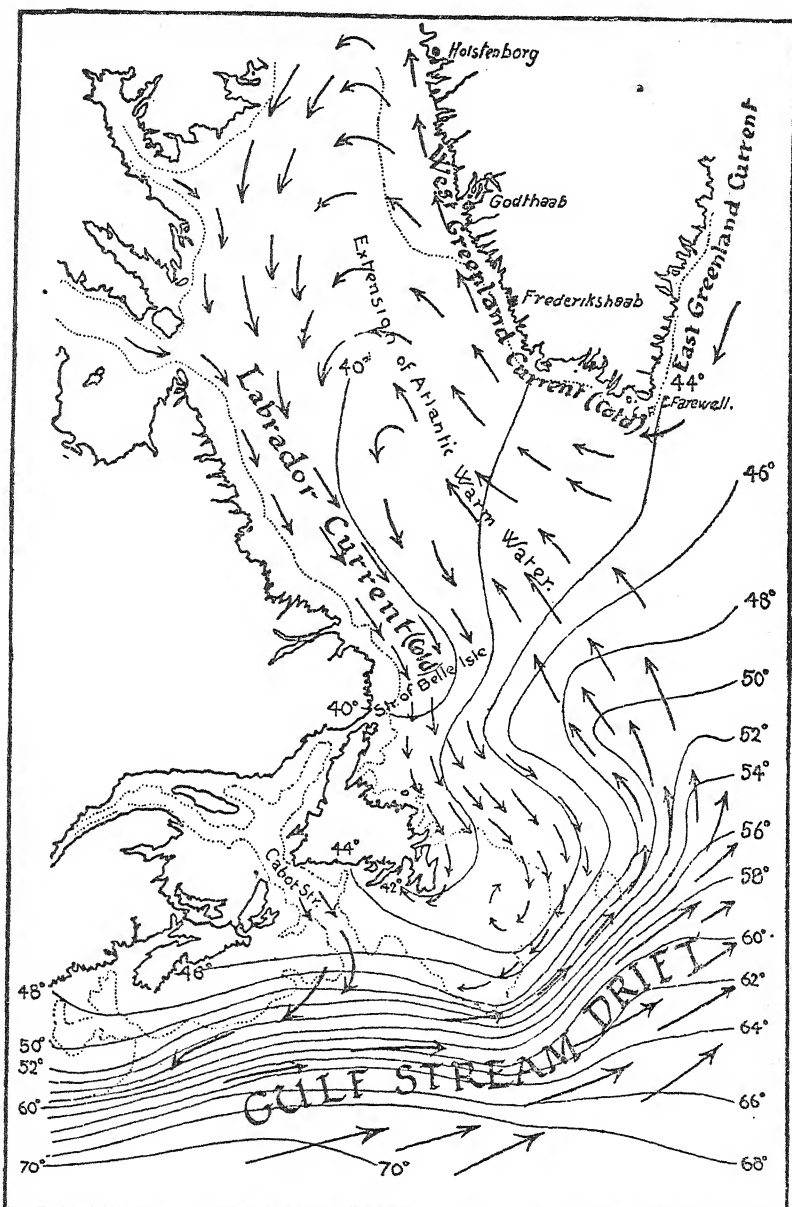 Holstenborg
Godthaab
Frederikshaab
C. Farewell.
East Greenland Current
West Greenland Current (Cold)
Extension of Atlantic Warm Water.
Labrador Current (Cold)
Str. of Belle Isle
Cabot Str.
GULF STREAM DRIFT
40°
44°
46°
48°
50°
52°
54°
56°
58°
60°
62°
64°
66°
68°
40°
44°
42°
46°
48°
50°
52°
60°
70°
70°